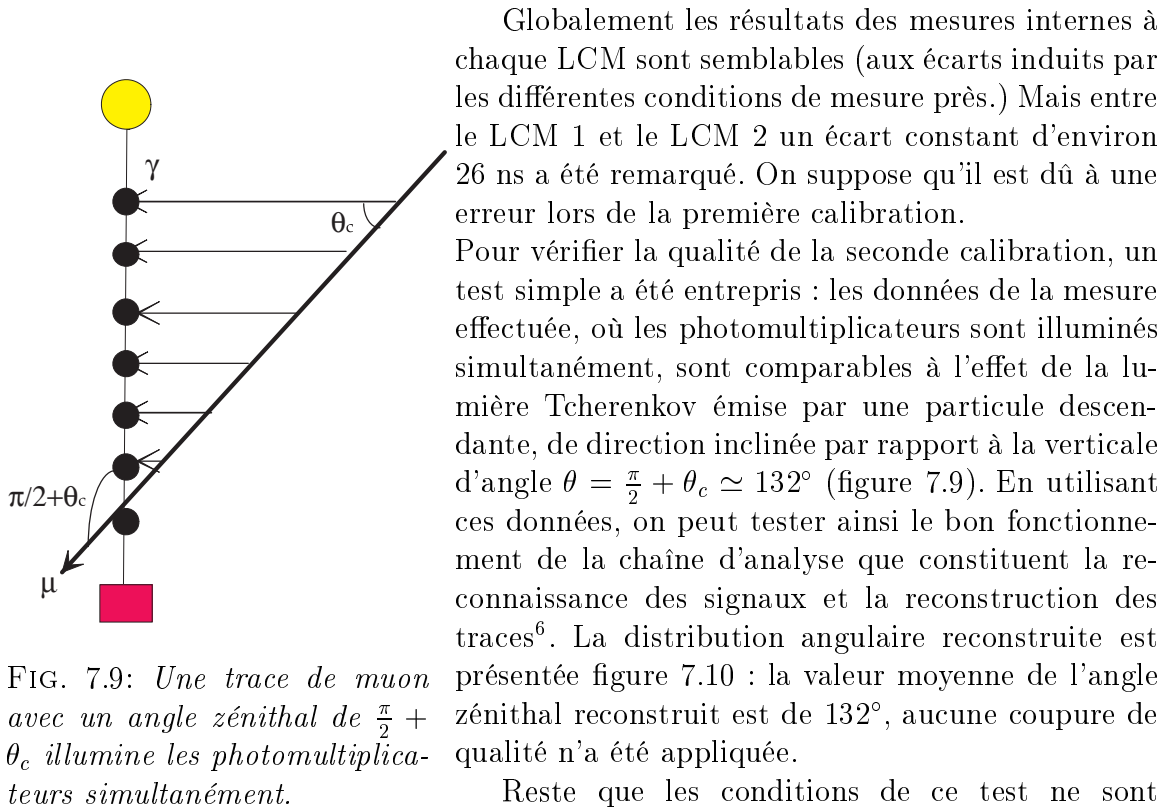 γ
θc
π/2+θc
μ
FIG. 7.9: Une trace de muon
avec un angle zénithal de π/2 +
θc illumine les photomultiplica-
teurs simultanément.
Globalement les résultats des mesures internes à
chaque LCM sont semblables (aux écarts induits par
les différentes conditions de mesure près.) Mais entre
le LCM 1 et le LCM 2 un écart constant d'environ
26 ns a été remarqué. On suppose qu'il est dû à une
erreur lors de la première calibration.
Pour vérifier la qualité de la seconde calibration, un
test simple a été entrepris : les données de la mesure
effectuée, où les photomultiplicateurs sont illuminés
simultanément, sont comparables à l'effet de la lu-
mière Tcherenkov émise par une particule descen-
dante, de direction inclinée par rapport à la verticale
d'angle θ = π/2 + θc ≃ 132° (figure 7.9). En utilisant
ces données, on peut tester ainsi le bon fonctionne-
ment de la chaîne d'analyse que constituent la re-
connaissance des signaux et la reconstruction des
traces⁶. La distribution angulaire reconstruite est
présentée figure 7.10 : la valeur moyenne de l'angle
zénithal reconstruit est de 132°, aucune coupure de
qualité n'a été appliquée.
Reste que les conditions de ce test ne sont